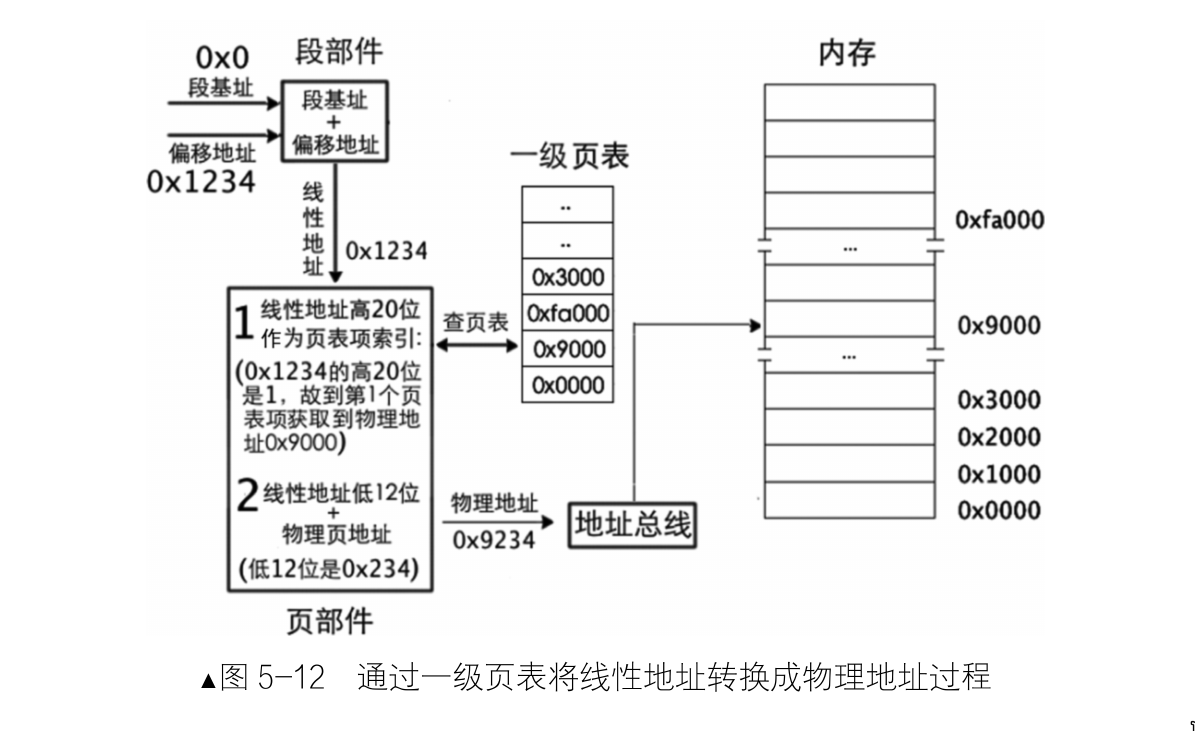 0x0
段部件
段基址
段基址
+
偏移地址
偏移地址
0x1234
线性地址
0x1234
1 线性地址高20位
作为页表项索引:
(0x1234的高20位
是1，故到第1个页
表项获取到物理地
址0x9000)
2 线性地址低12位
+
物理页地址
(低12位是0x234)
页部件
查页表
一级页表
..
..
0x3000
0xfa000
0x9000
0x0000
物理地址
0x9234
地址总线
内存
...
...
0xfa000
0x9000
0x3000
0x2000
0x1000
0x0000
▲图 5-12 通过一级页表将线性地址转换成物理地址过程